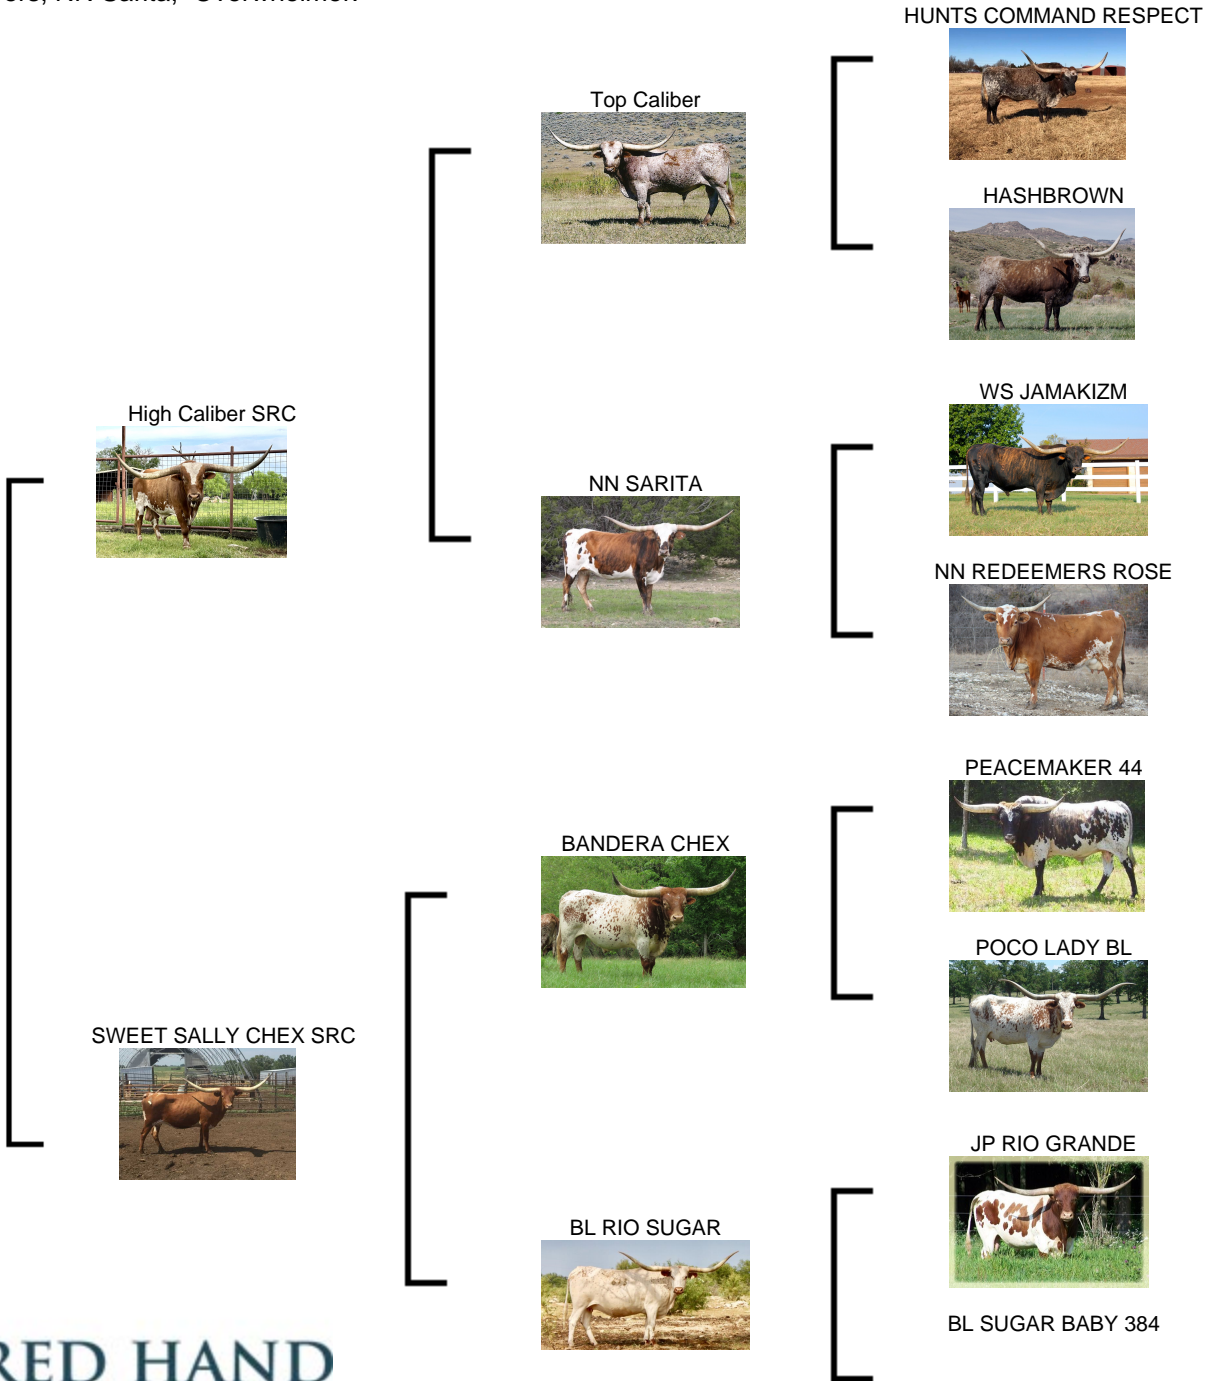 HUNTS COMMAND RESPECT
Top Caliber
HASHBROWN
WS JAMAKIZM
High Caliber SRC
NN SARITA
NN REDEEMERS ROSE
PEACEMAKER 44
BANDERA CHEX
POCO LADY BL
SWEET SALLY CHEX SRC
JP RIO GRANDE
BL RIO SUGAR
BL SUGAR BABY 384
RED HAND